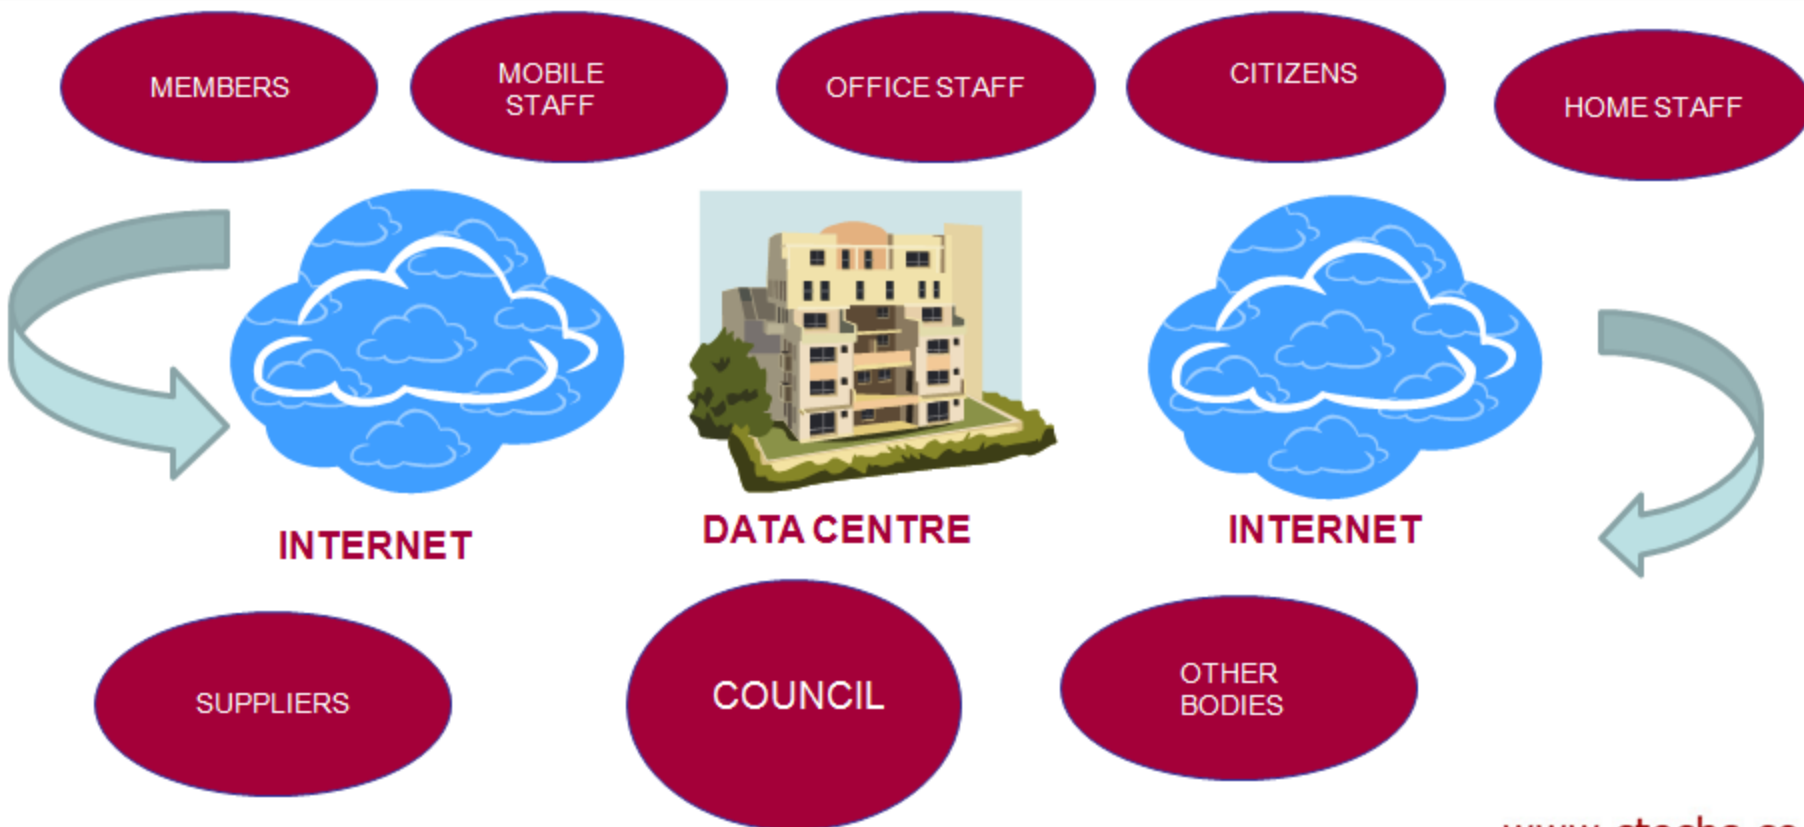 MEMBERS
MOBILE
STAFF
OFFICE STAFF
CITIZENS
HOME STAFF
INTERNET
DATA CENTRE
INTERNET
SUPPLIERS
COUNCIL
OTHER
BODIES